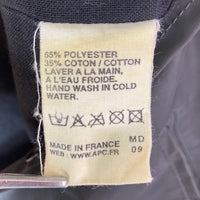 65% POLYESTER
35% COTON / COTTON
LAVER A LA MAIN,
A L'EAU FROIDE.
HAND WASH IN COLD
WATER.
MADE IN FRANCE MD
WEB : WWW.APC.FR 09